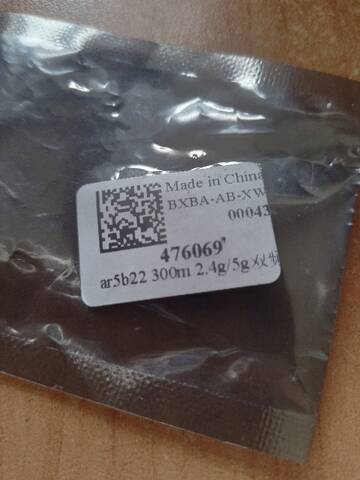 Made in China
BXBA-AB-XW
00043
476069
ar5b22 300m 2.4g/5g 双频